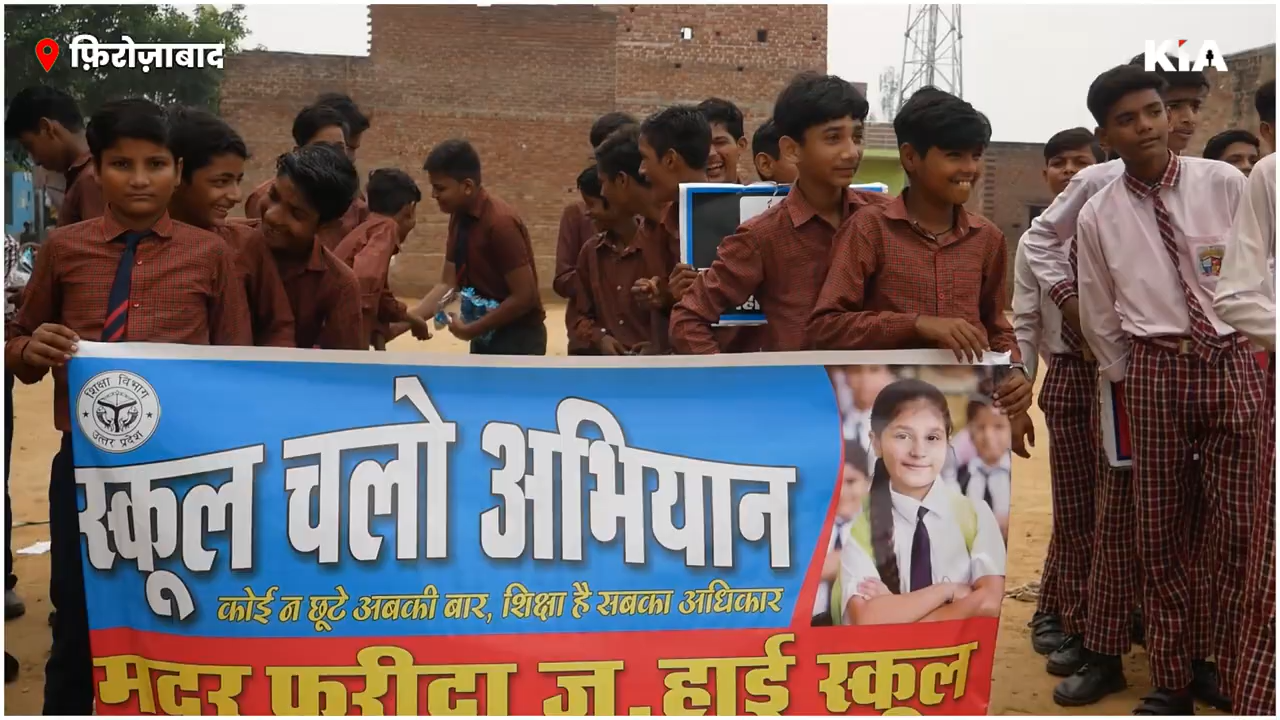 फ़िरोज़ाबाद
KIA
शिक्षा विभाग
उत्तर प्रदेश
स्कूल चलो अभियान
कोई न छूटे अबकी बार, शिक्षा है सबका अधिकार
मदर फरीदा ज.हाई स्कूल